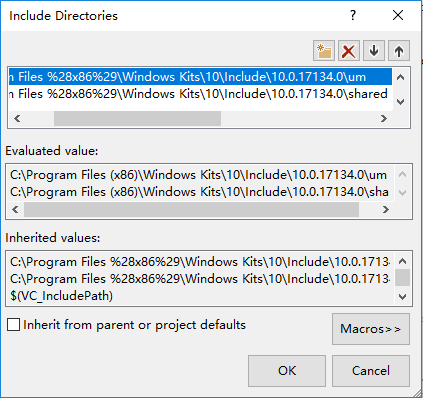 Include Directories
m Files %28x86%29\Windows Kits\10\Include\10.0.17134.0\um
m Files %28x86%29\Windows Kits\10\Include\10.0.17134.0\shared
Evaluated value:
C:\Program Files (x86)\Windows Kits\10\Include\10.0.17134.0\um
C:\Program Files (x86)\Windows Kits\10\Include\10.0.17134.0\sha
Inherited values:
C:\Program Files %28x86%29\Windows Kits\10\Include\10.0.1713
C:\Program Files %28x86%29\Windows Kits\10\Include\10.0.1713
$(VC_IncludePath)
Inherit from parent or project defaults
Macros>>
OK
Cancel